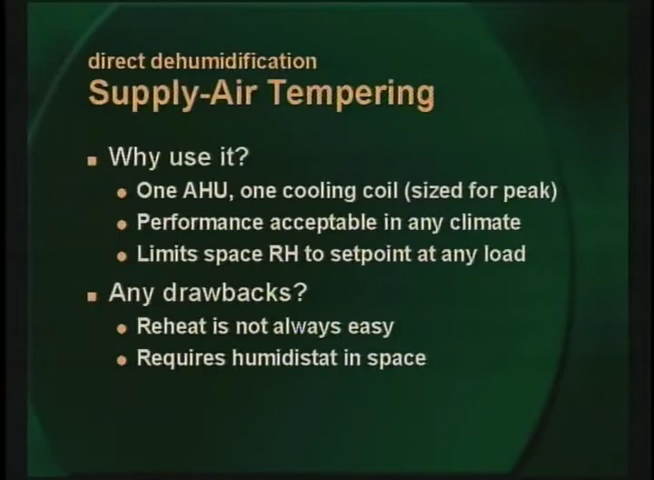 direct dehumidification
Supply-Air Tempering
Why use it?
One AHU, one cooling coil (sized for peak)
Performance acceptable in any climate
Limits space RH to setpoint at any load
Any drawbacks?
Reheat is not always easy
Requires humidistat in space